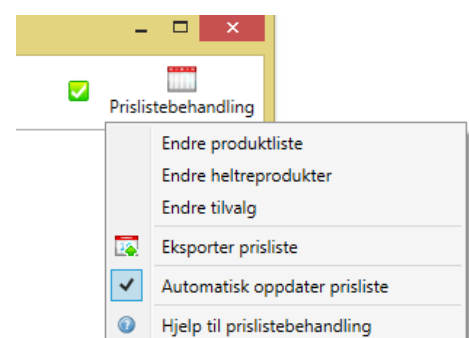 Prislistebehandling
Endre produktliste
Endre heltreprodukter
Endre tilvalg
Eksporter prisliste
Automatisk oppdater prisliste
Hjelp til prislistebehandling